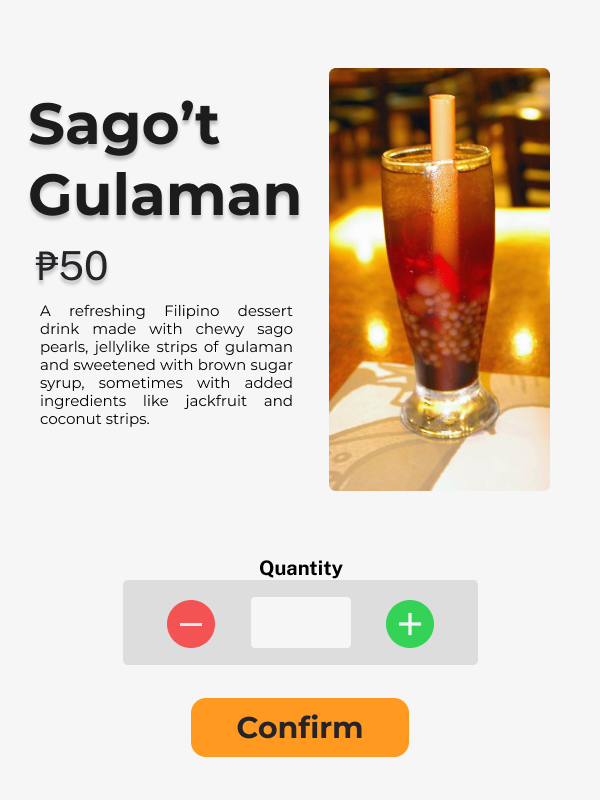 Sago’t
Gulaman
₱50
A refreshing Filipino dessert
drink made with chewy sago
pearls, jellylike strips of gulaman
and sweetened with brown sugar
syrup, sometimes with added
ingredients like jackfruit and
coconut strips.
Quantity
Confirm